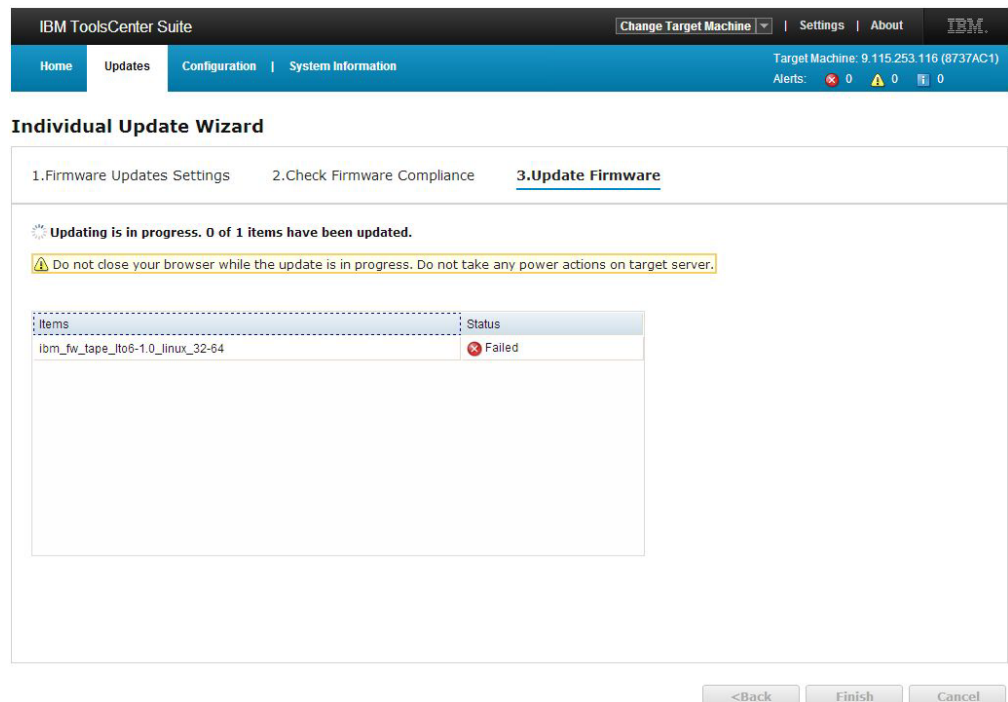 IBM ToolsCenter Suite
Change Target Machine | Settings | About IBM.
Home Updates Configuration | System Information
Target Machine: 9.115.253.116 (8737AC1)
Alerts: 0 0 0
Individual Update Wizard
1.Firmware Updates Settings 2.Check Firmware Compliance 3.Update Firmware
Updating is in progress. 0 of 1 items have been updated.
Do not close your browser while the update is in progress. Do not take any power actions on target server.
Items Status
ibm_fw_tape_lto6-1.0_linux_32-64 Failed
<Back Finish Cancel